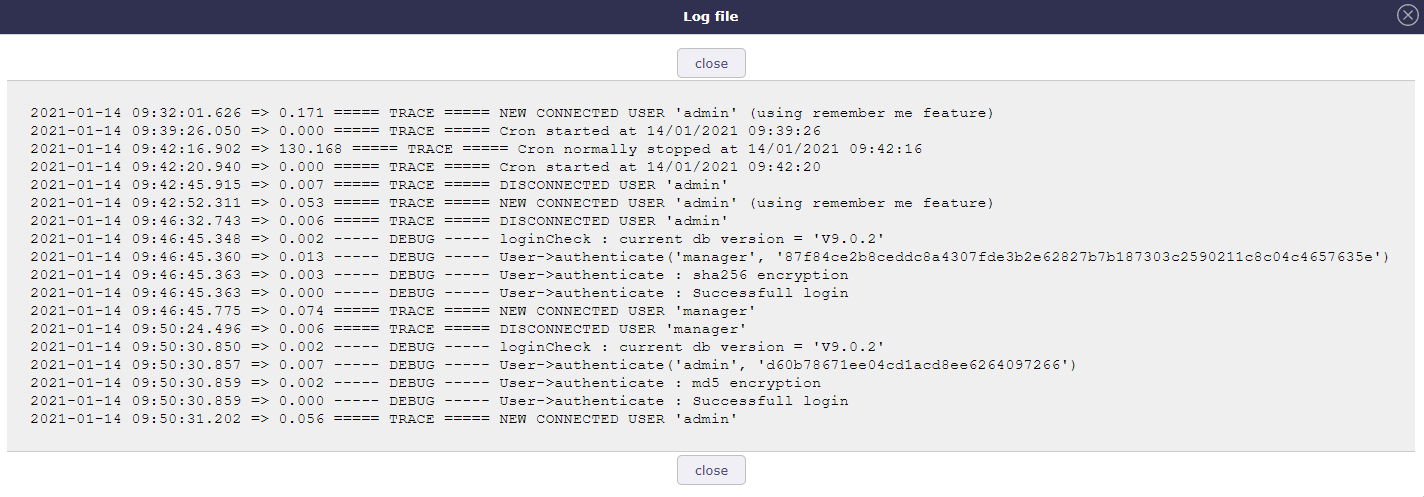 Log file
close
2021-01-14 09:32:01.626 => 0.171 ===== TRACE ===== NEW CONNECTED USER 'admin' (using remember me feature)
2021-01-14 09:39:26.050 => 0.000 ===== TRACE ===== Cron started at 14/01/2021 09:39:26
2021-01-14 09:42:16.902 => 130.168 ===== TRACE ===== Cron normally stopped at 14/01/2021 09:42:16
2021-01-14 09:42:20.940 => 0.000 ===== TRACE ===== Cron started at 14/01/2021 09:42:20
2021-01-14 09:42:45.915 => 0.007 ===== TRACE ===== DISCONNECTED USER 'admin'
2021-01-14 09:42:52.311 => 0.053 ===== TRACE ===== NEW CONNECTED USER 'admin' (using remember me feature)
2021-01-14 09:46:32.743 => 0.006 ===== TRACE ===== DISCONNECTED USER 'admin'
2021-01-14 09:46:45.348 => 0.002 ----- DEBUG ----- loginCheck : current db version = 'V9.0.2'
2021-01-14 09:46:45.360 => 0.013 ----- DEBUG ----- User->authenticate('manager', '87f84ce2b8ceddc8a4307fde3b2e62827b7b187303c2590211c8c04c4657635e')
2021-01-14 09:46:45.363 => 0.003 ----- DEBUG ----- User->authenticate : sha256 encryption
2021-01-14 09:46:45.363 => 0.000 ----- DEBUG ----- User->authenticate : Successfull login
2021-01-14 09:46:45.775 => 0.074 ===== TRACE ===== NEW CONNECTED USER 'manager'
2021-01-14 09:50:24.496 => 0.006 ===== TRACE ===== DISCONNECTED USER 'manager'
2021-01-14 09:50:30.850 => 0.002 ----- DEBUG ----- loginCheck : current db version = 'V9.0.2'
2021-01-14 09:50:30.857 => 0.007 ----- DEBUG ----- User->authenticate('admin', 'd60b78671ee04cd1acd8ee6264097266')
2021-01-14 09:50:30.859 => 0.002 ----- DEBUG ----- User->authenticate : md5 encryption
2021-01-14 09:50:30.859 => 0.000 ----- DEBUG ----- User->authenticate : Successfull login
2021-01-14 09:50:31.202 => 0.056 ===== TRACE ===== NEW CONNECTED USER 'admin'
close